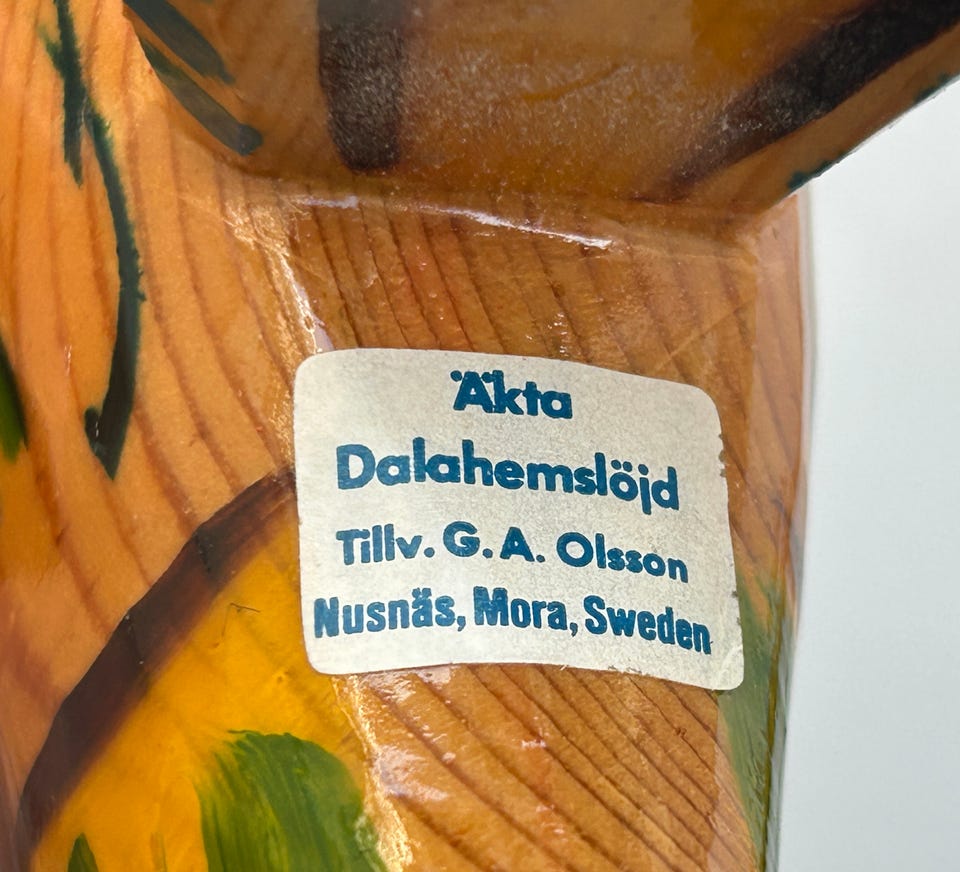 Äkta
Dalahemslöjd
Tillv. G. A. Olsson
Nusnäs, Mora, Sweden